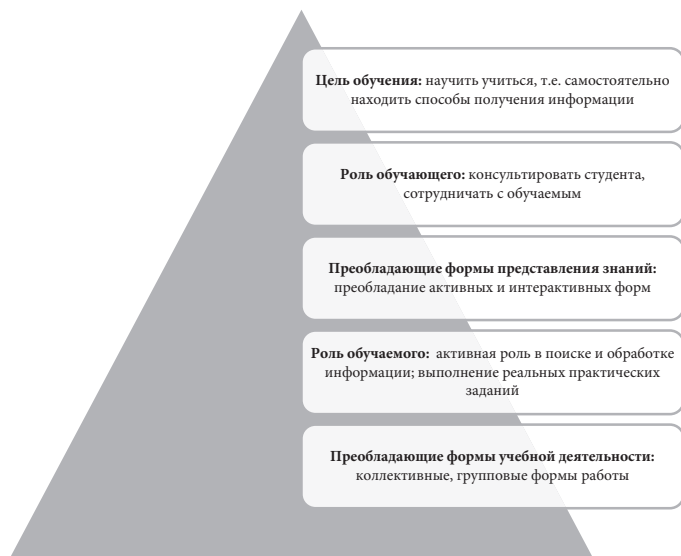 Цель обучения: научить учиться, т.е. самостоятельно
находить способы получения информации
Роль обучающего: консультировать студента,
сотрудничать с обучаемым
Преобладающие формы представления знаний:
преобладание активных и интерактивных форм
Роль обучаемого: активная роль в поиске и обработке
информации; выполнение реальных практических
заданий
Преобладающие формы учебной деятельности:
коллективные, групповые формы работы